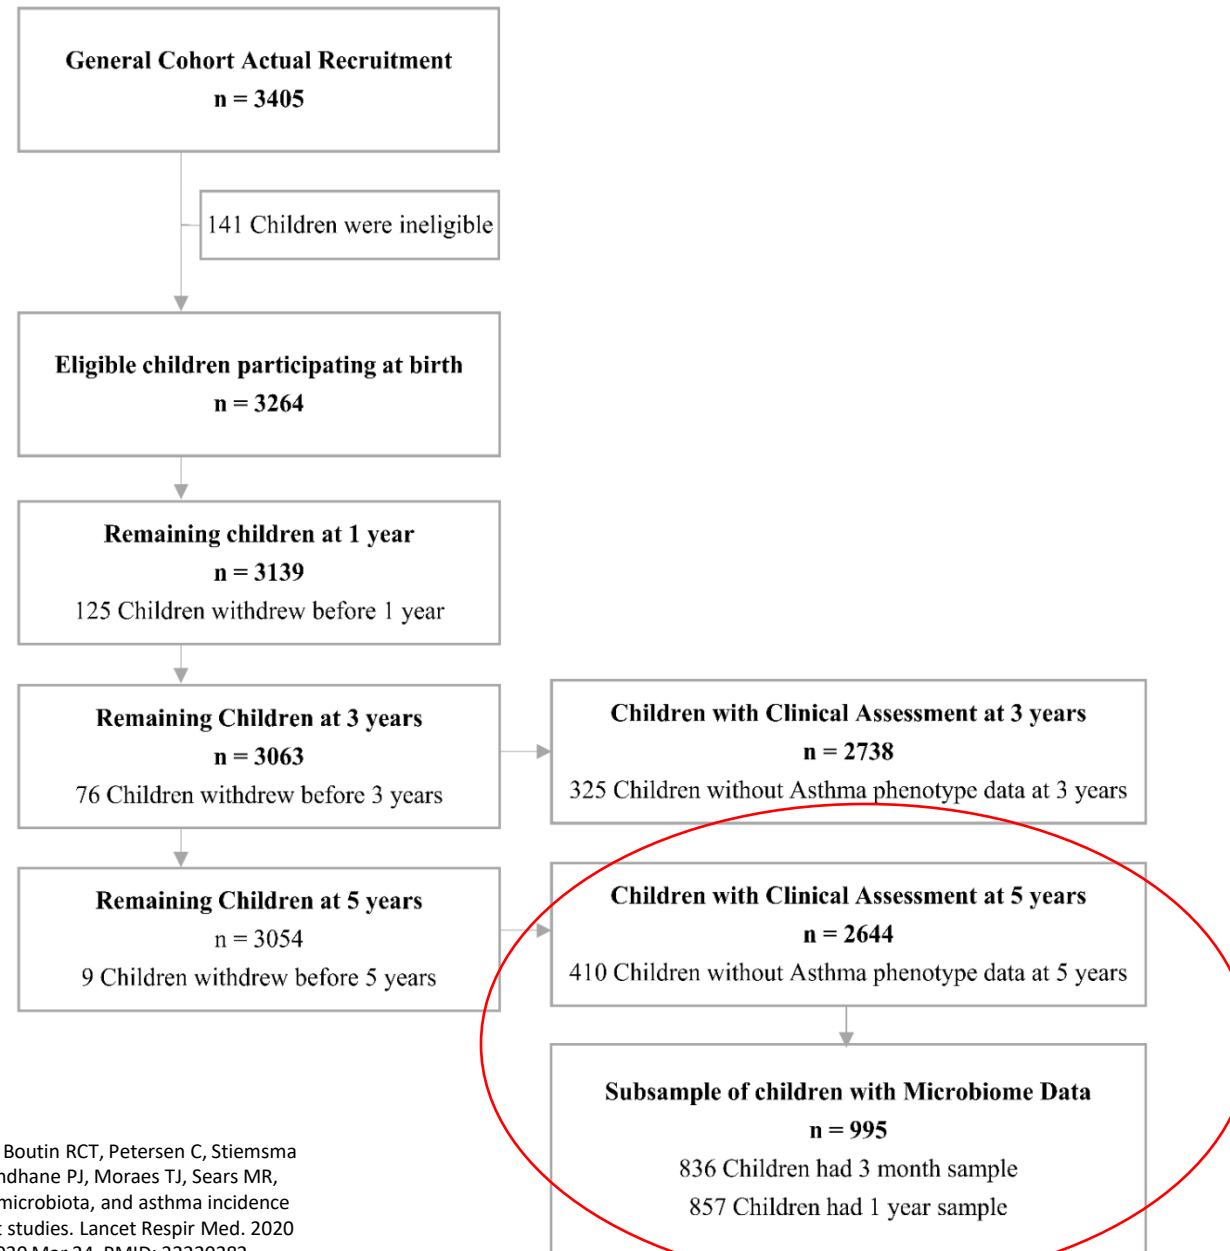 General Cohort Actual Recruitment
n = 3405
141 Children were ineligible
Eligible children participating at birth
n = 3264
Remaining children at 1 year
n = 3139
125 Children withdrew before 1 year
Remaining Children at 3 years
n = 3063
76 Children withdrew before 3 years
Children with Clinical Assessment at 3 years
n = 2738
325 Children without Asthma phenotype data at 3 years
Remaining Children at 5 years
n = 3054
9 Children withdrew before 5 years
Children with Clinical Assessment at 5 years
n = 2644
410 Children without Asthma phenotype data at 5 years
Subsample of children with Microbiome Data
n = 995
836 Children had 3 month sample
857 Children had 1 year sample
Boutin RCT, Petersen C, Stiemsma
ndhane PJ, Moraes TJ, Sears MR,
microbiota, and asthma incidence
t studies. Lancet Respir Med. 2020